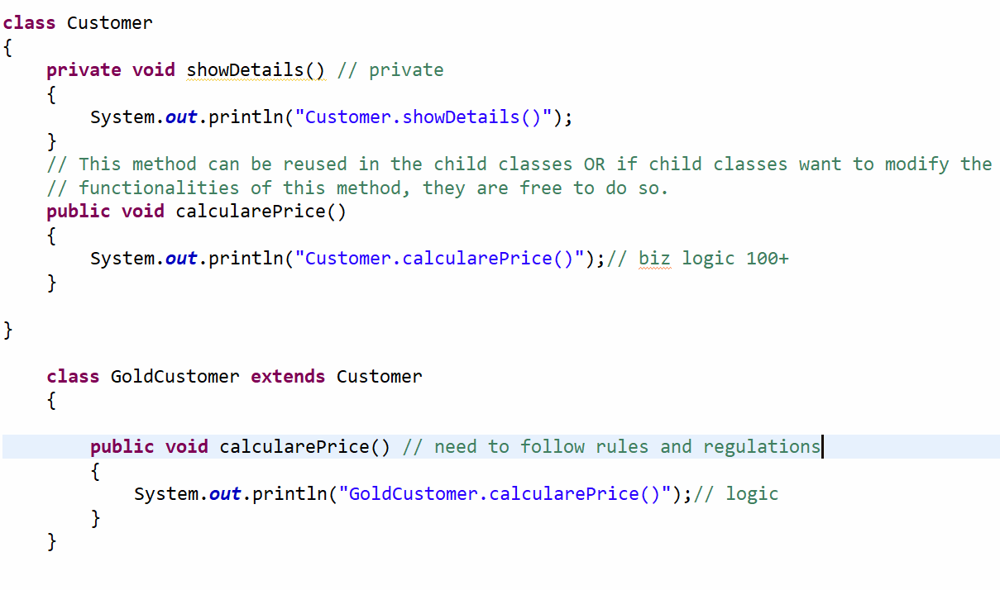 class Customer
{
    private void showDetails() // private
    {
        System.out.println("Customer.showDetails()");
    }
    // This method can be reused in the child classes OR if child classes want to modify the
    // functionalities of this method, they are free to do so.
    public void calcularePrice()
    {
        System.out.println("Customer.calcularePrice()");// biz logic 100+
    }
}
    class GoldCustomer extends Customer
    {
        public void calcularePrice() // need to follow rules and regulations
        {
            System.out.println("GoldCustomer.calcularePrice()");// logic
        }
    }